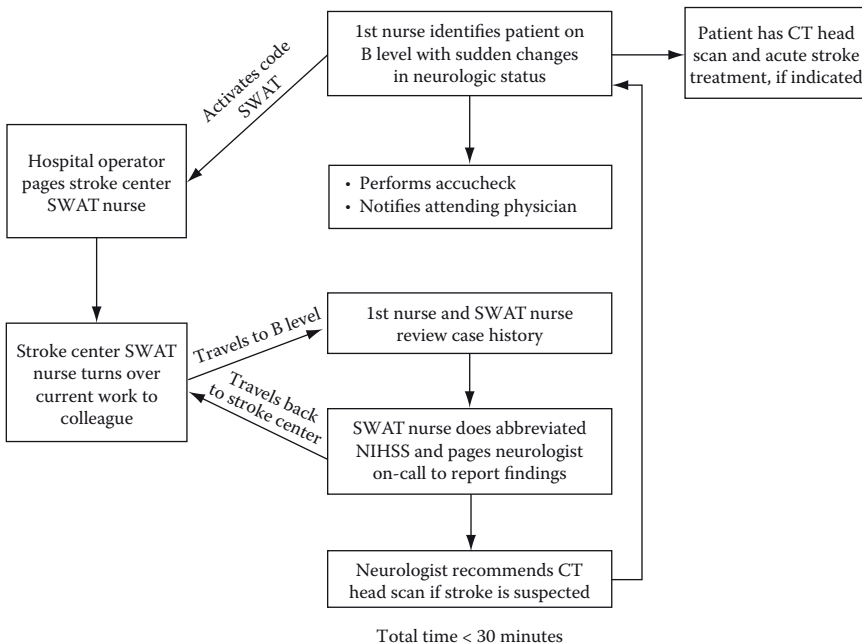 1st nurse identifies patient on
B level with sudden changes
in neurologic status
Patient has CT head
scan and acute stroke
treatment, if indicated
Activates code
SWAT
Hospital operator
pages stroke center
SWAT nurse
• Performs accucheck
• Notifies attending physician
Stroke center SWAT
nurse turns over
current work to
colleague
Travels to B level
1st nurse and SWAT nurse
review case history
Travels back
to stroke center
SWAT nurse does abbreviated
NIHSS and pages neurologist
on-call to report findings
Neurologist recommends CT
head scan if stroke is suspected
Total time < 30 minutes